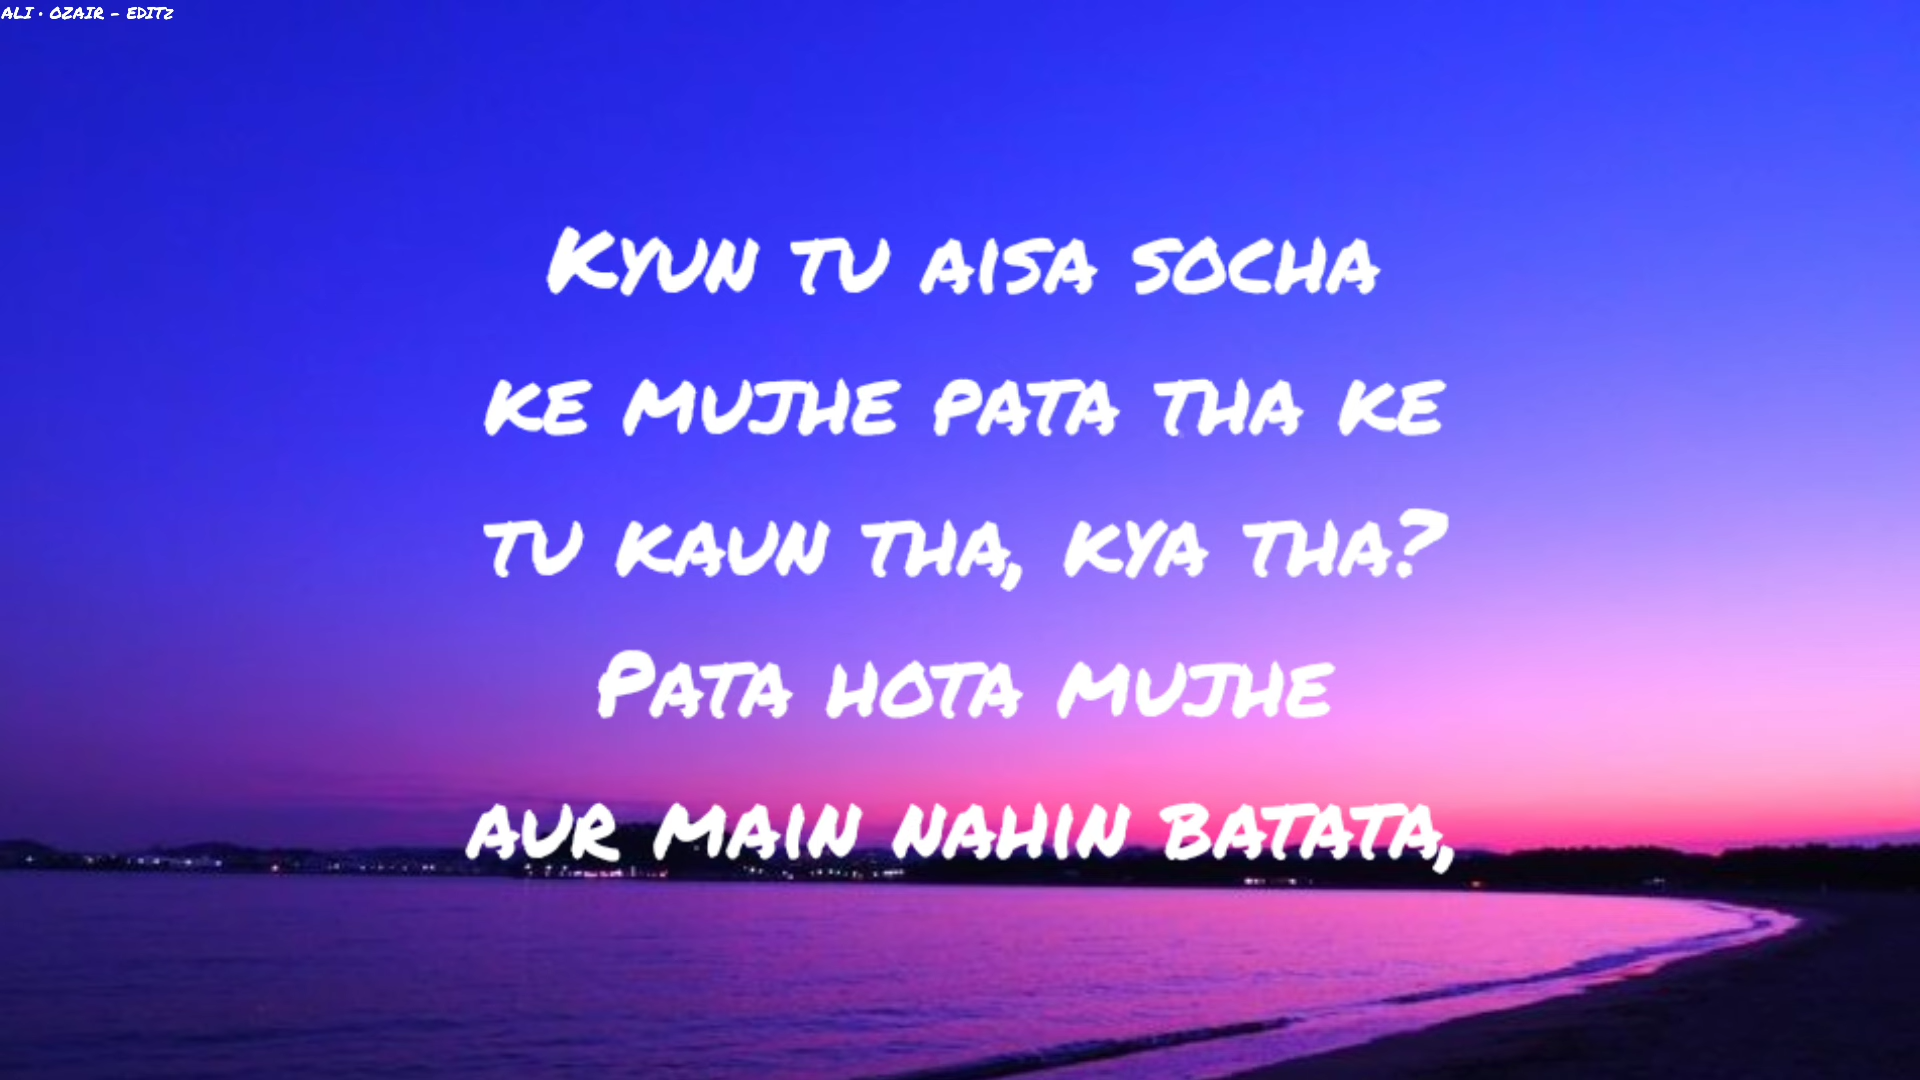 ALI · OZAIR - EDITZ
Kyun tu aisa socha
ke mujhe pata tha ke
tu kaun tha, kya tha?
Pata hota mujhe
aur main nahin batata,